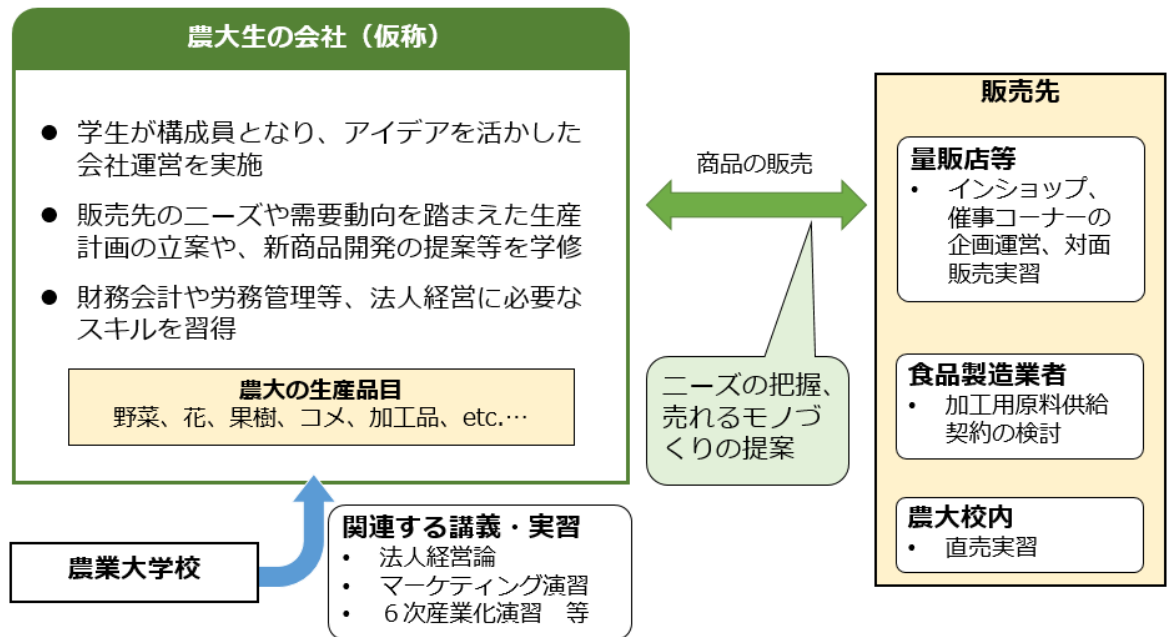 農大生の会社（仮称）
● 学生が構成員となり、アイデアを活かした
会社運営を実施
● 販売先のニーズや需要動向を踏まえた生産
計画の立案や、新商品開発の提案等を学修
● 財務会計や労務管理等、法人経営に必要な
スキルを習得
農大の生産品目
野菜、花、果樹、コメ、加工品、etc.…
農業大学校
関連する講義・実習
• 法人経営論
• マーケティング演習
• ６次産業化演習　等
商品の販売
ニーズの把握、
売れるモノづ
くりの提案
販売先
量販店等
• インショップ、
催事コーナーの
企画運営、対面
販売実習
食品製造業者
• 加工用原料供給
契約の検討
農大校内
• 直売実習